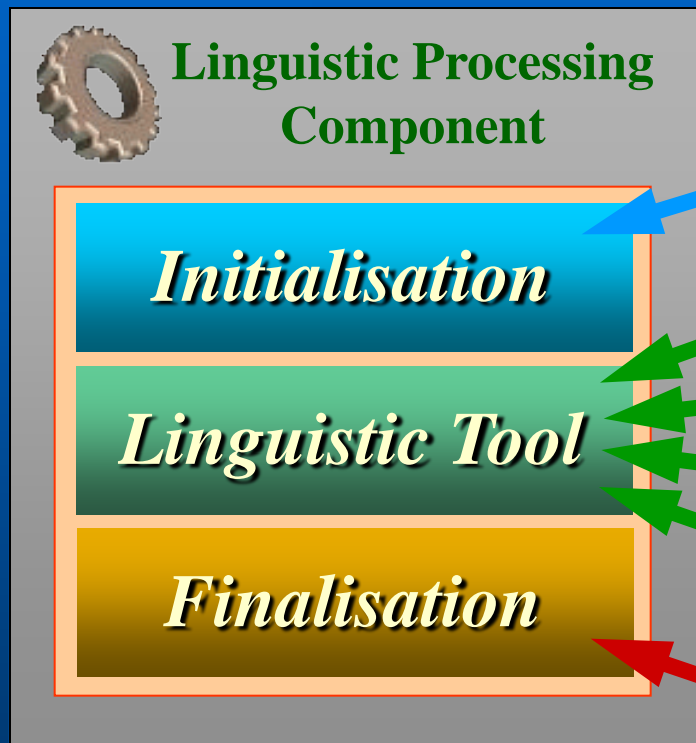 Linguistic Processing
Component
Initialisation
Linguistic Tool
Finalisation